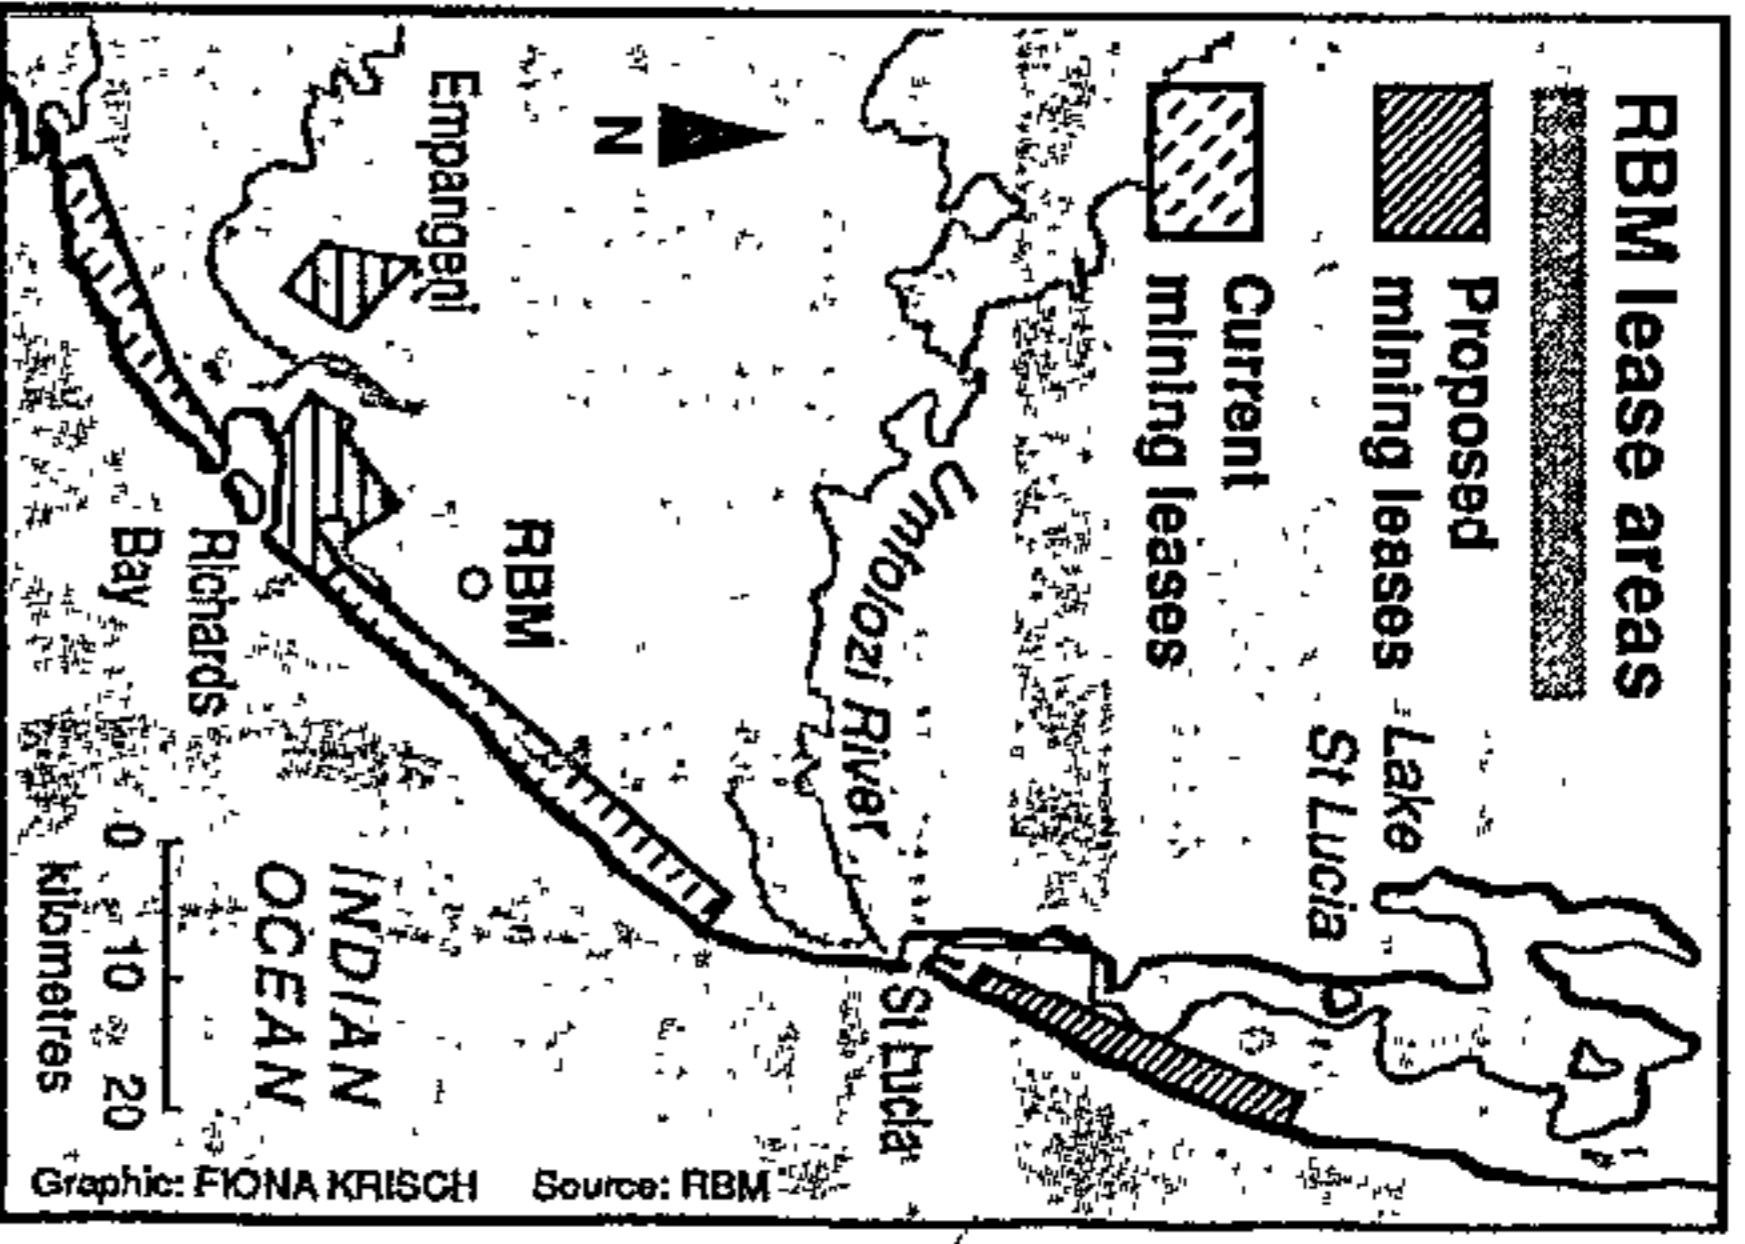 RBM lease areas
Proposed
mining leases
Current
mining leases
Lake
St Lucia
Umfolozi River
N
Empangeni
RBM
St Lucia
Richards
Bay
INDIAN
OCEAN
0 10 20
kilometres
Graphic: FIONA KRISCH Source: RBM